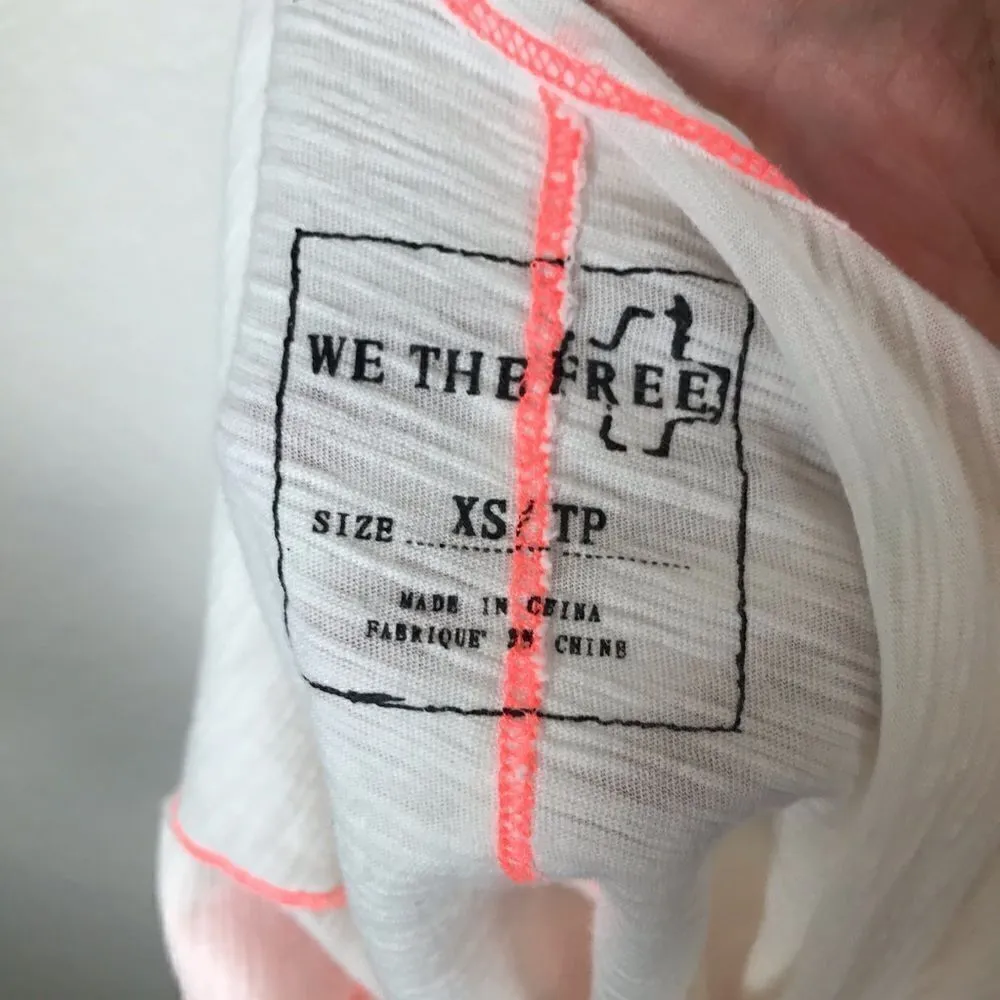 WE THE FREE
SIZE XS/TP
MADE IN CHINA
FABRIQUE' EN CHINE